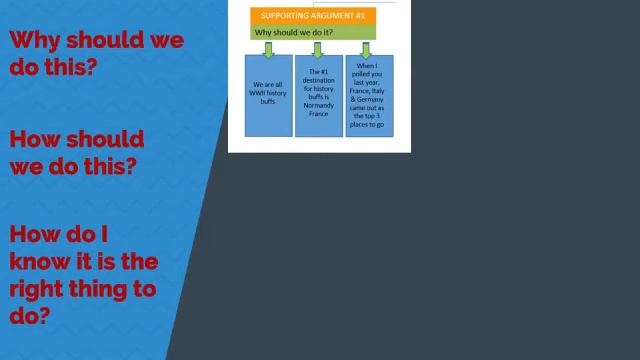 Why should we
do this?
How should
we do this?
How do I
know it is the
right thing to
do?
SUPPORTING ARGUMENT #1
Why should we do it?
We are all
WWII history
buffs
The #1
destination
for history
buffs is
Normandy
France
When I
polled you
last year,
France, Italy
& Germany
came out as
the top 3
places to go